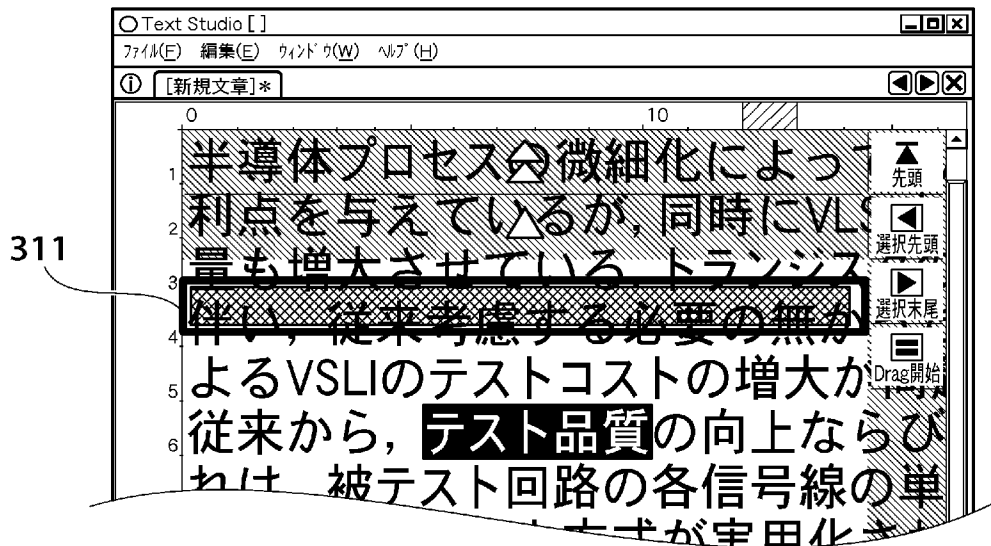 Text Studio [ ]
ファイル(F) 編集(E) ウィンドウ(W) ヘルプ(H)
[新規文章]*
0 10
1 半導体プロセスの微細化によって
先頭
2 利点を与えているが，同時にVLS
選択先頭
3 量も増大させている．トランジス
選択末尾
311
4 伴い，従来考慮する必要の無か
Drag開始
5 よるVSLIのテストコストの増大が
6 従来から，テスト品質の向上ならび
れは，被テスト回路の各信号線の単
方式が実用化さ